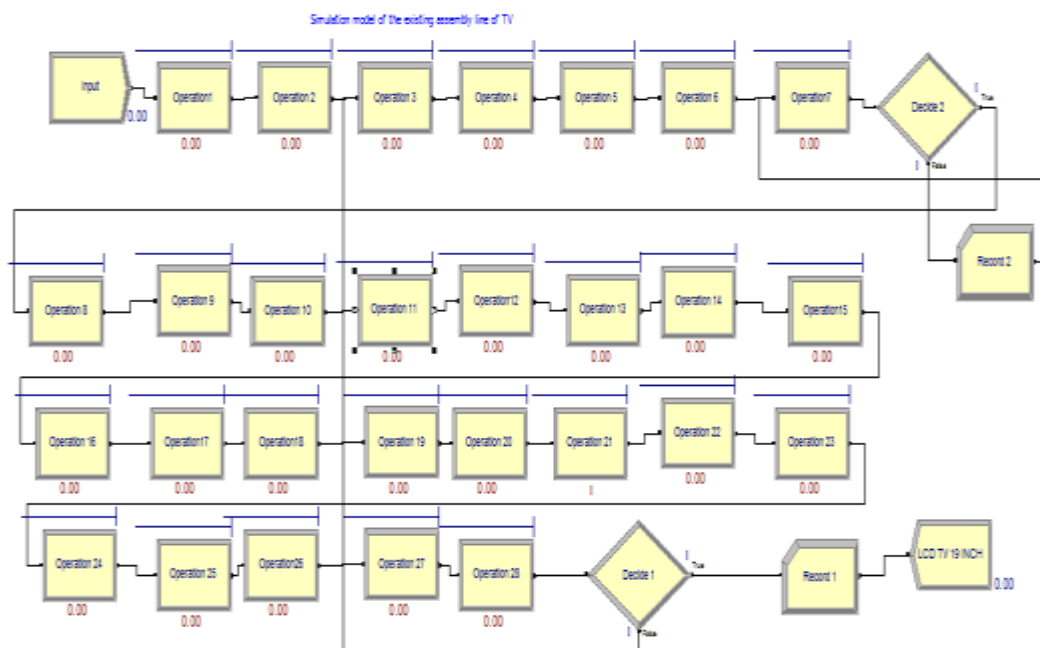 Simulation model of the existing assembly line of TV
Input
Operation1
Operation 2
Operation 3
Operation 4
Operation 5
Operation 6
Operation7
Decide 2
True
False
0.00
0.00
0.00
0.00
0.00
0.00
0.00
0.00
Record 2
Operation 8
Operation 9
Operation 10
Operation 11
Operation12
Operation 13
Operation 14
Operation15
0.00
0.00
0.00
0.00
0.00
0.00
0.00
0.00
Operation 16
Operation17
Operation18
Operation 19
Operation 20
Operation 21
Operation 22
Operation 23
0.00
0.00
0.00
0.00
0.00
0.00
0.00
Operation 24
Operation 25
Operation26
Operation 27
Operation 28
Decide 1
True
False
Record 1
LCD TV 19 INCH
0.00
0.00
0.00
0.00
0.00
0.00